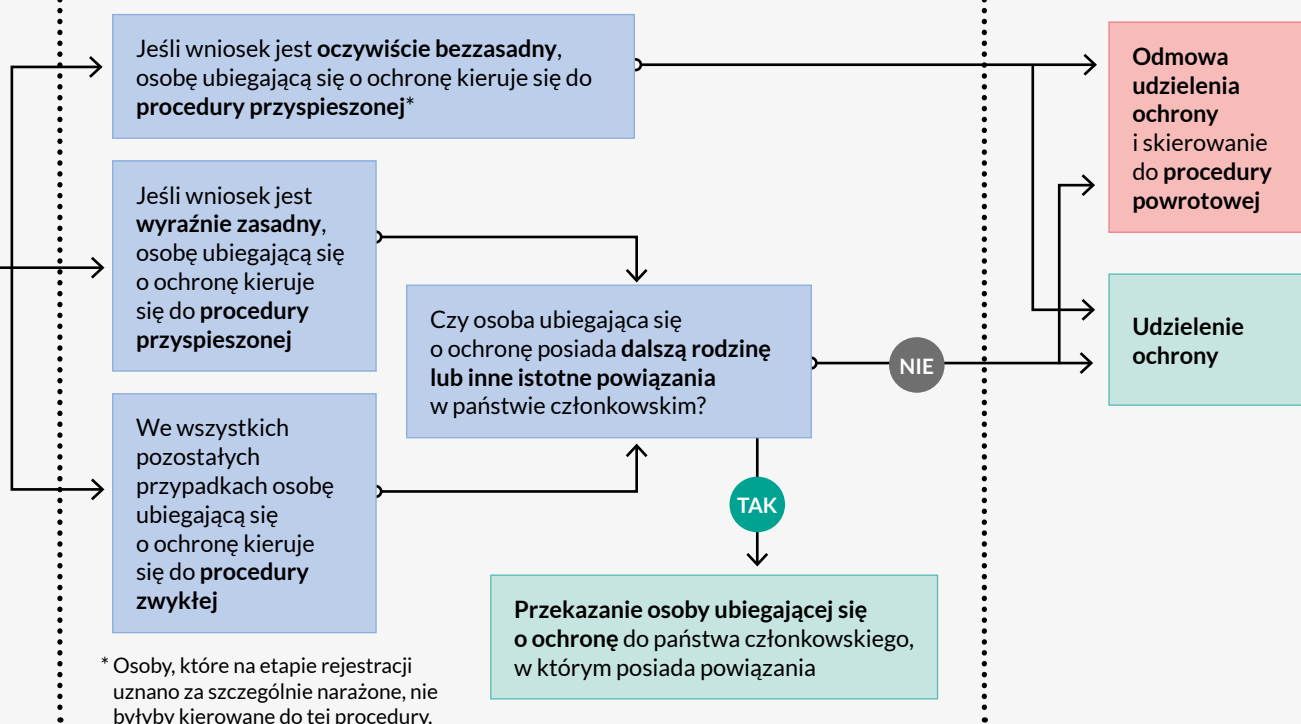 Jeśli wniosek jest oczywiście bezzasadny,
osobę ubiegającą się o ochronę kieruje się do
procedury przyspieszonej*
Jeśli wniosek jest
wyraźnie zasadny,
osobę ubiegającą się
o ochronę kieruje
się do procedury
przyspieszonej
We wszystkich
pozostałych
przypadkach osobę
ubiegającą się
o ochronę kieruje
się do procedury
zwykłej
* Osoby, które na etapie rejestracji
uznano za szczególnie narażone, nie
byłyby kierowane do tej procedury.
Czy osoba ubiegająca się
o ochronę posiada dalszą rodzinę
lub inne istotne powiązania
w państwie członkowskim?
NIE
TAK
Przekazanie osoby ubiegającej się
o ochronę do państwa członkowskiego,
w którym posiada powiązania
Odmowa
udzielenia
ochrony
i skierowanie
do procedury
powrotowej
Udzielenie
ochrony